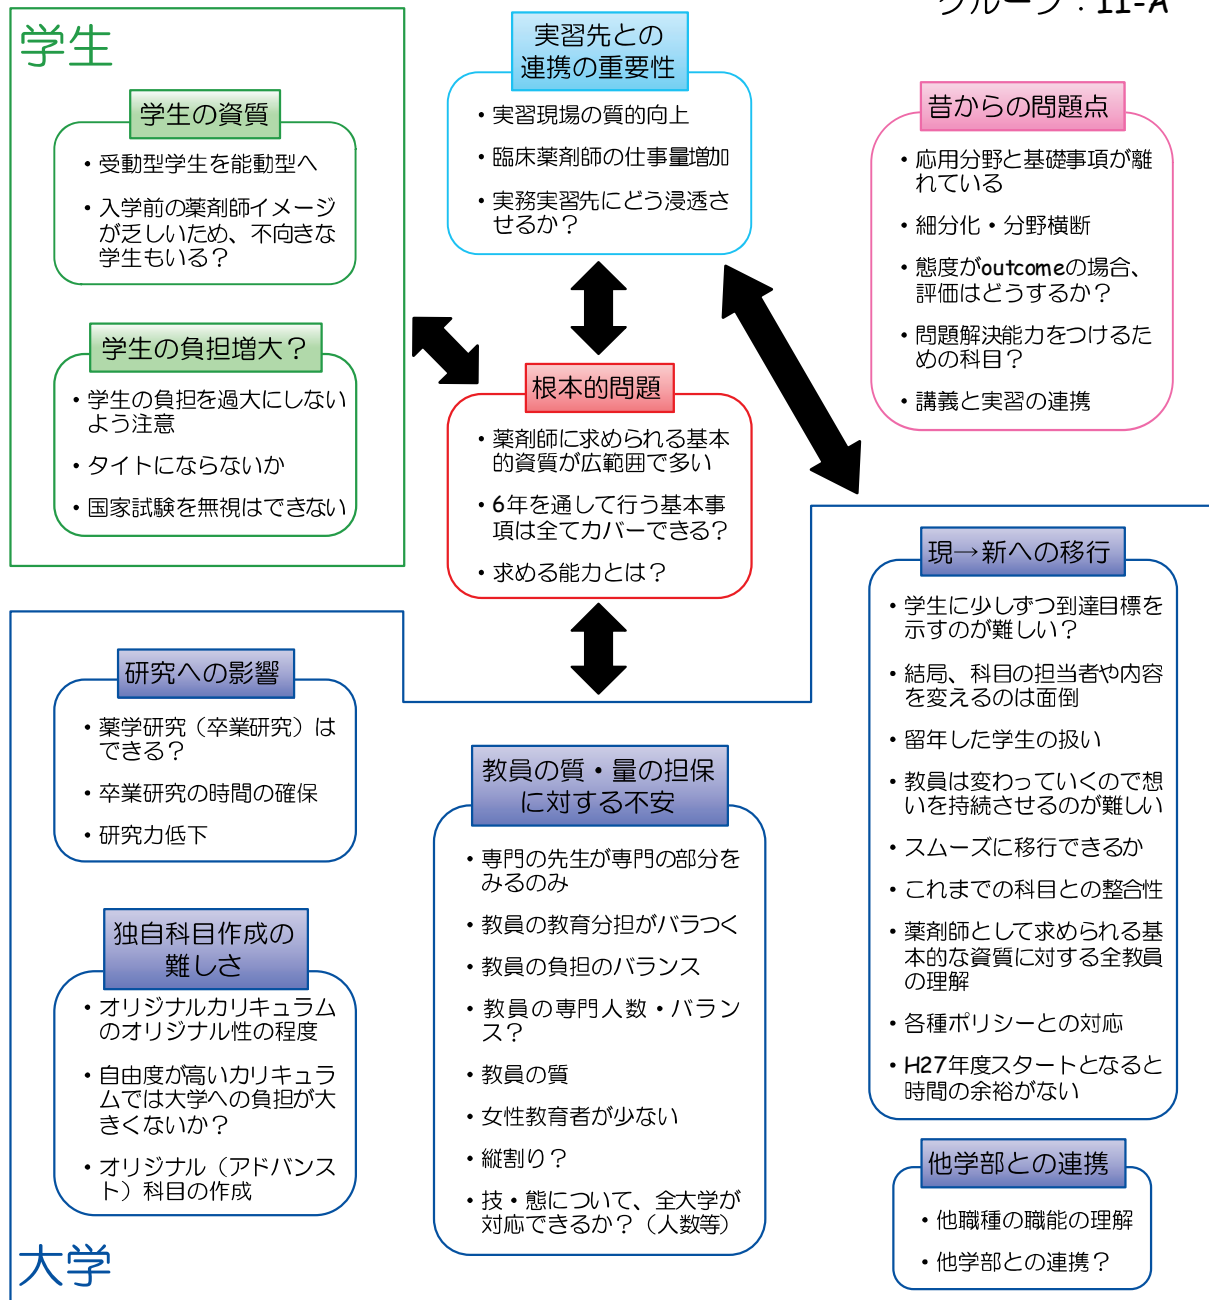 グループ：11-A
学生
学生の資質
・受動型学生を能動型へ
・入学前の薬剤師イメージ
が乏しいため、不向きな
学生もいる？
学生の負担増大？
・学生の負担を過大にしない
よう注意
・タイトにならないか
・国家試験を無視はできない
実習先との
連携の重要性
・実習現場の質的向上
・臨床薬剤師の仕事量増加
・実務実習先にどう浸透さ
せるか？
昔からの問題点
・応用分野と基礎事項が離
れている
・細分化・分野横断
・態度がoutcomeの場合、
評価はどうするか？
・問題解決能力をつけるた
めの科目？
・講義と実習の連携
根本的問題
・薬剤師に求められる基本
的資質が広範囲で多い
・6年を通して行う基本事
項は全てカバーできる？
・求める能力とは？
研究への影響
・薬学研究（卒業研究）は
できる？
・卒業研究の時間の確保
・研究力低下
独自科目作成の
難しさ
・オリジナルカリキュラム
のオリジナル性の程度
・自由度が高いカリキュラ
ムでは大学への負担が大
きくないか？
・オリジナル（アドバンス
ト）科目の作成
大学
教員の質・量の担保
に対する不安
・専門の先生が専門の部分を
みるのみ
・教員の教育分担がバラつく
・教員の負担のバランス
・教員の専門人数・バラン
ス？
・教員の質
・女性教育者が少ない
・縦割り？
・技・態について、全大学が
対応できるか？（人数等）
現→新への移行
・学生に少しずつ到達目標を
示すのが難しい？
・結局、科目の担当者や内容
を変えるのは面倒
・留年した学生の扱い
・教員は変わっていくので想
いを持続させるのが難しい
・スムーズに移行できるか
・これまでの科目との整合性
・薬剤師として求められる基
本的な資質に対する全教員
の理解
・各種ポリシーとの対応
・H27年度スタートとなると
時間の余裕がない
他学部との連携
・他職種の職能の理解
・他学部との連携？